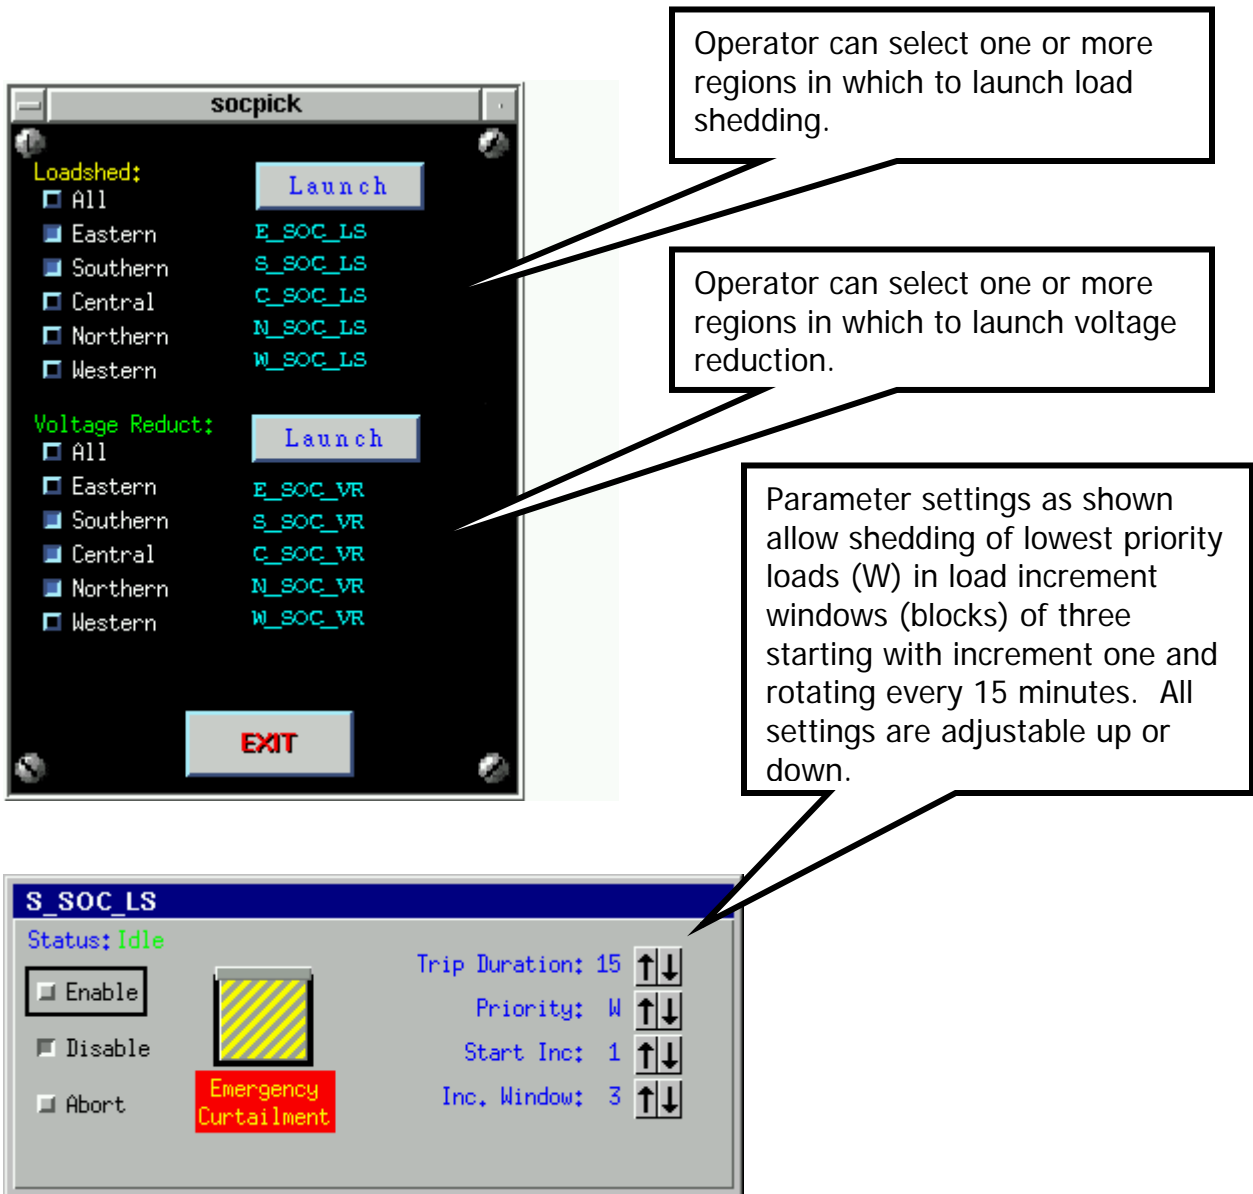 Operator can select one or more
regions in which to launch load
shedding.
socpick
Loadshed:
Launch
All
Eastern
E_SOC_LS
Southern
S_SOC_LS
Central
C_SOC_LS
Northern
N_SOC_LS
Western
W_SOC_LS
Operator can select one or more
regions in which to launch voltage
reduction.
Voltage Reduct:
Launch
All
Eastern
E_SOC_VR
Southern
S_SOC_VR
Central
C_SOC_VR
Northern
N_SOC_VR
Western
W_SOC_VR
EXIT
Parameter settings as shown
allow shedding of lowest priority
loads (W) in load increment
windows (blocks) of three
starting with increment one and
rotating every 15 minutes.  All
settings are adjustable up or
down.
S_SOC_LS
Status: Idle
Enable
Disable
Abort
Emergency
Curtailment
Trip Duration: 15
Priority: W
Start Inc: 1
Inc. Window: 3